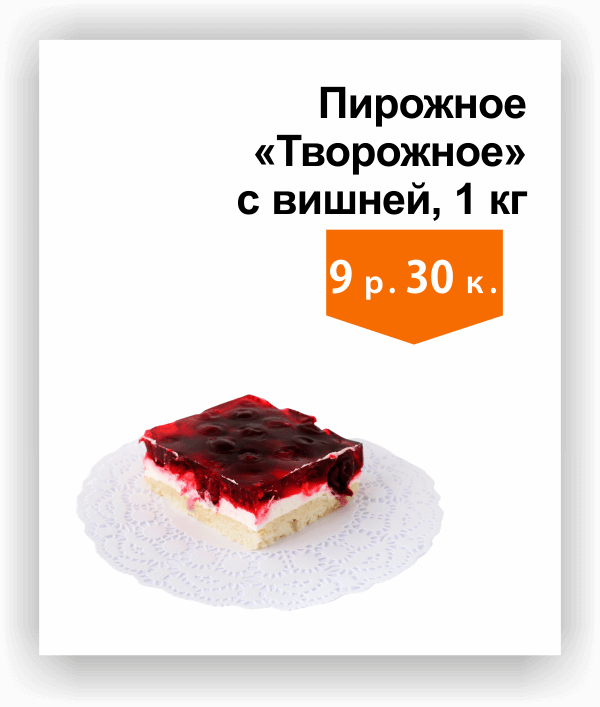 Пирожное
«Творожное»
с вишней, 1 кг
9 р. 30 к.